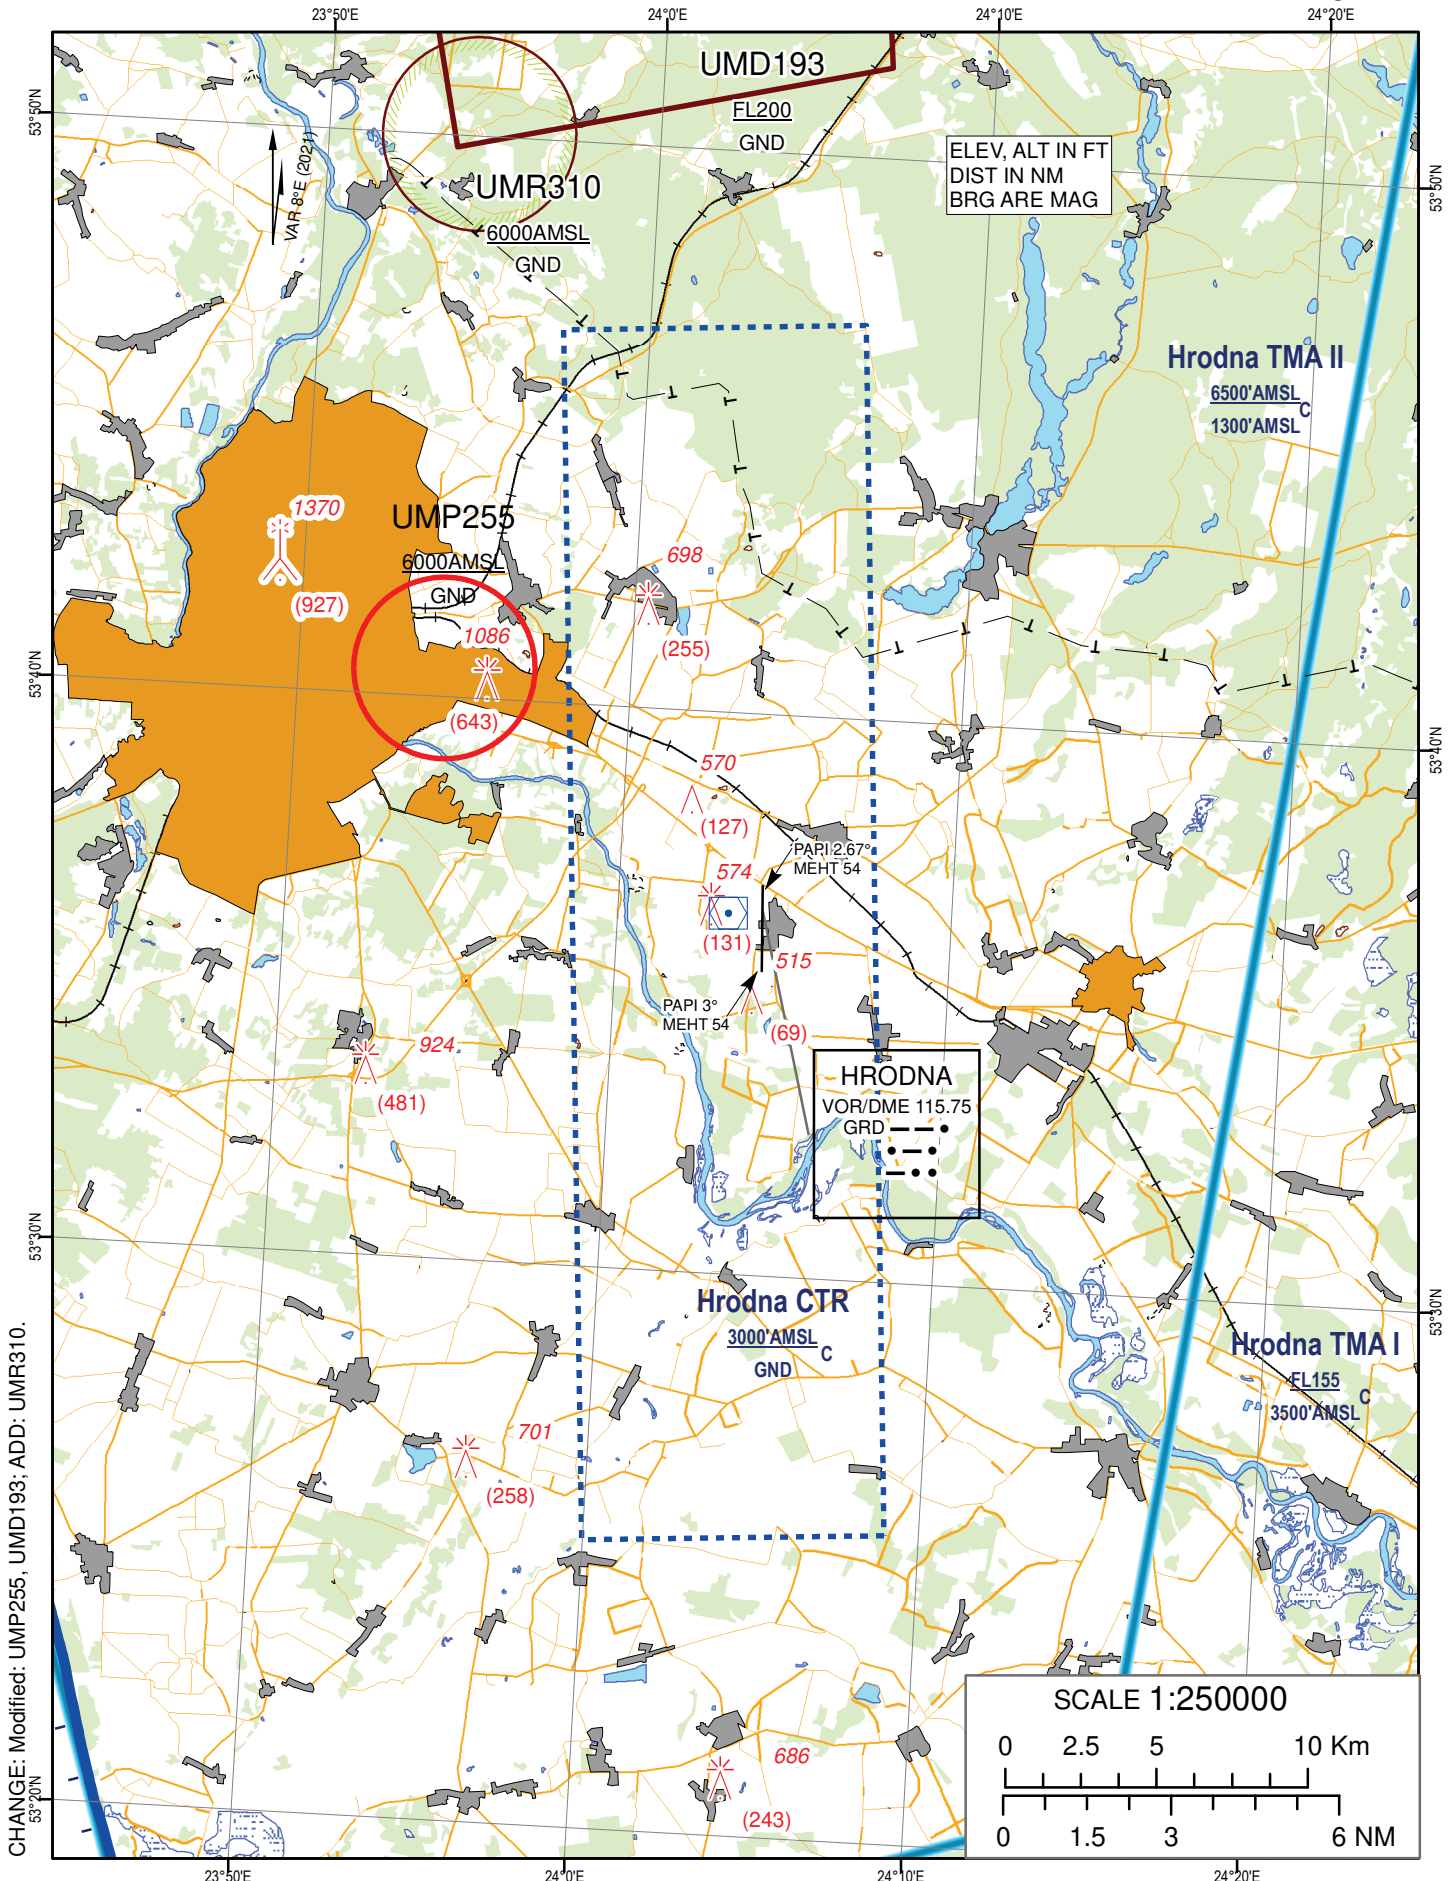 23°50'E
24°0'E
24°10'E
24°20'E
53°50'N
53°50'N
UMD193
FL200
GND
ELEV, ALT IN FT
DIST IN NM
BRG ARE MAG
VAR 8°E (2021)
UMR310
6000AMSL
GND
Hrodna TMA II
6500'AMSL
C
1300'AMSL
1370
(927)
UMP255
6000AMSL
GND
698
(255)
1086
(643)
53°40'N
53°40'N
570
(127)
PAPI 2.67°
MEHT 54
574
(131)
515
PAPI 3°
MEHT 54
(69)
924
(481)
HRODNA
VOR/DME 115.75
GRD
53°30'N
53°30'N
Hrodna CTR
3000'AMSL
C
GND
Hrodna TMA I
FL155
C
3500'AMSL
701
(258)
686
(243)
SCALE 1:250000
0 2.5 5 10 Km
0 1.5 3 6 NM
53°20'N
23°50'E
24°0'E
24°10'E
24°20'E
CHANGE: Modified: UMP255, UMD193; ADD: UMR310.